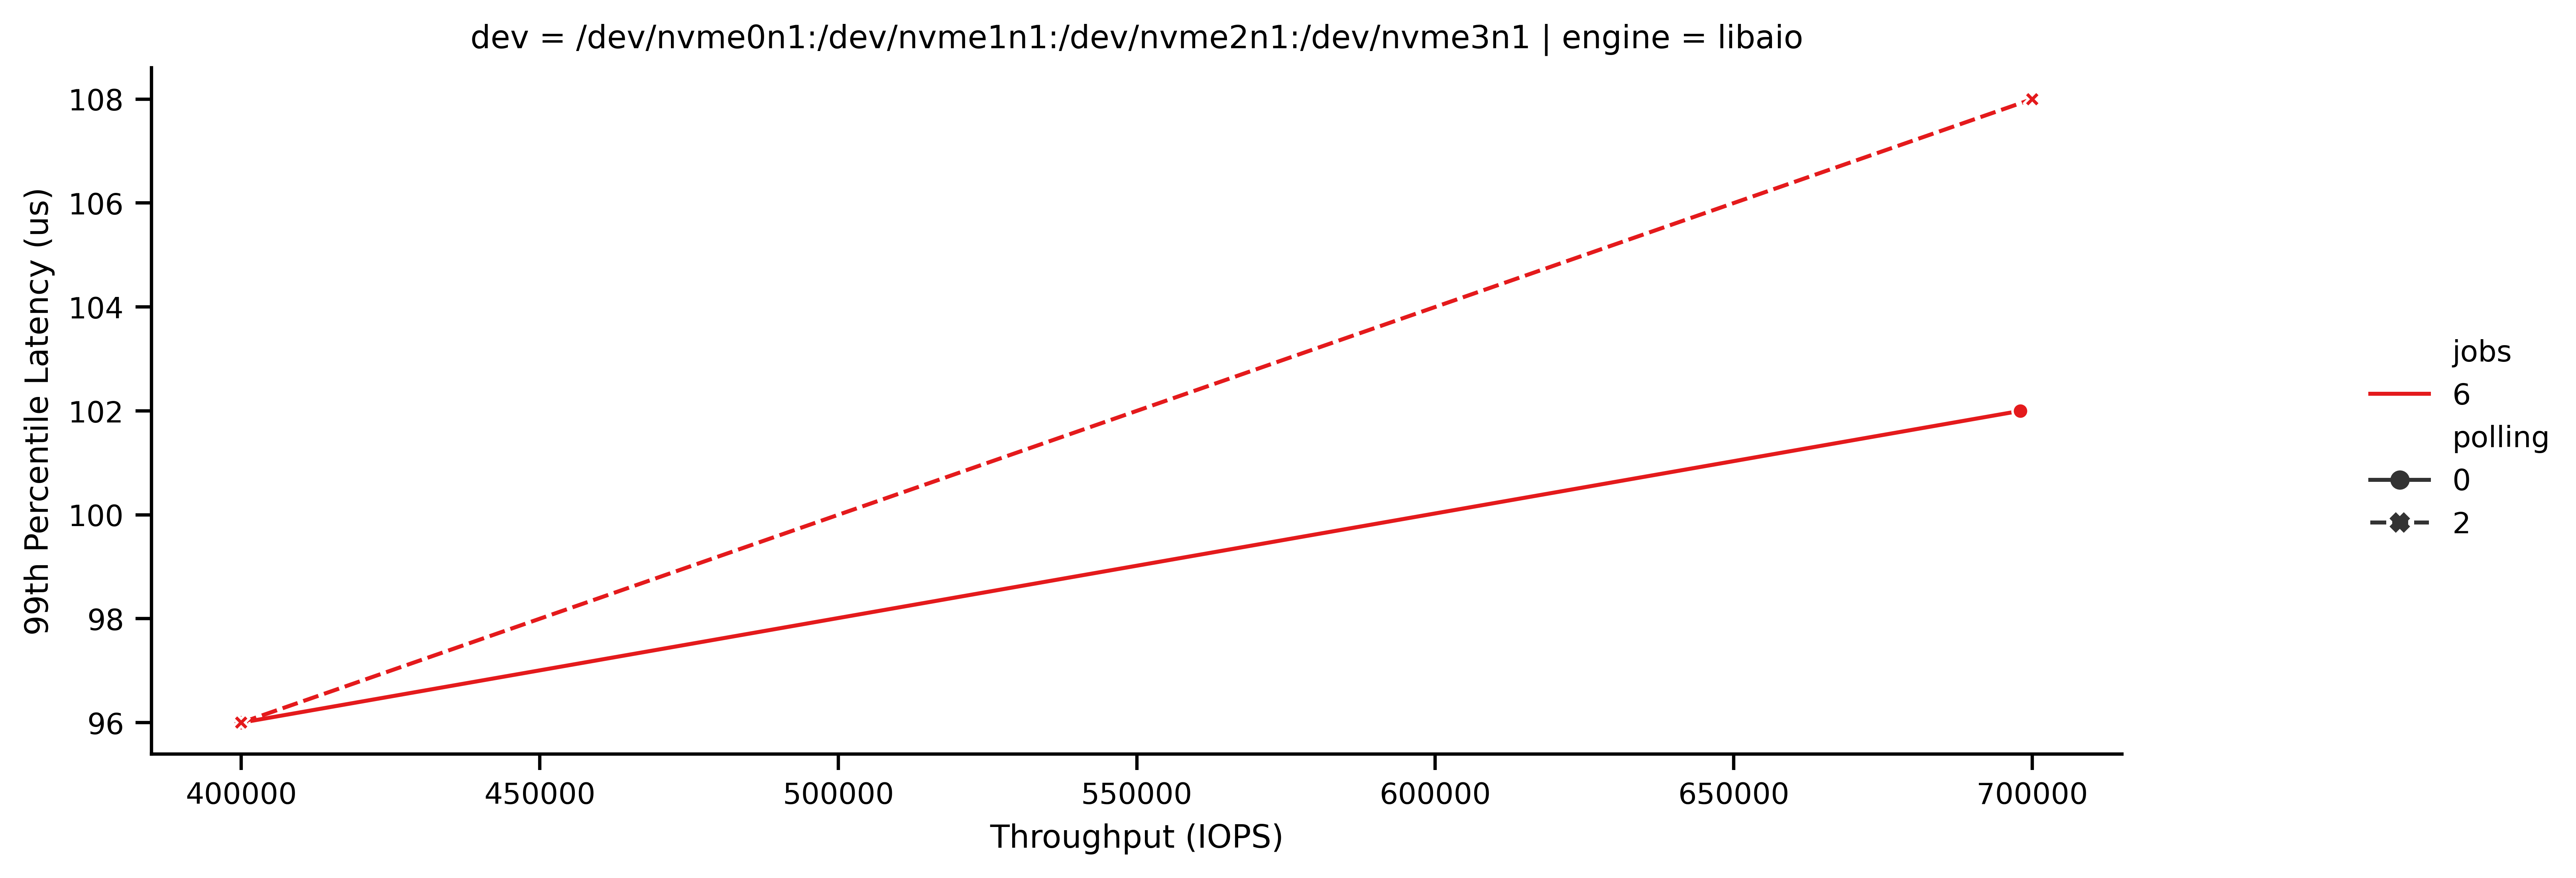 dev = /dev/nvme0n1:/dev/nvme1n1:/dev/nvme2n1:/dev/nvme3n1 | engine = libaio
99th Percentile Latency (us)
108
106
104
102
100
98
96
400000 450000 500000 550000 600000 650000 700000
Throughput (IOPS)
jobs
6
polling
0
2